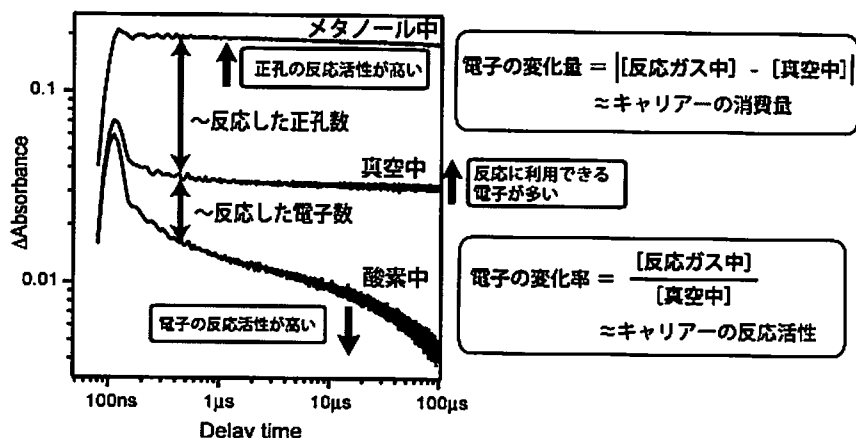 メタノール中
正孔の反応活性が高い
0.1
～反応した正孔数
真空中
～反応した電子数
ΔAbsorbance
0.01
酸素中
電子の反応活性が高い
100ns
1μs
10μs
100μs
Delay time
電子の変化量 = |[反応ガス中] - [真空中]|
≈キャリアーの消費量
反応に利用できる
電子が多い
電子の変化率 = [反応ガス中]
[真空中]
≈キャリアーの反応活性